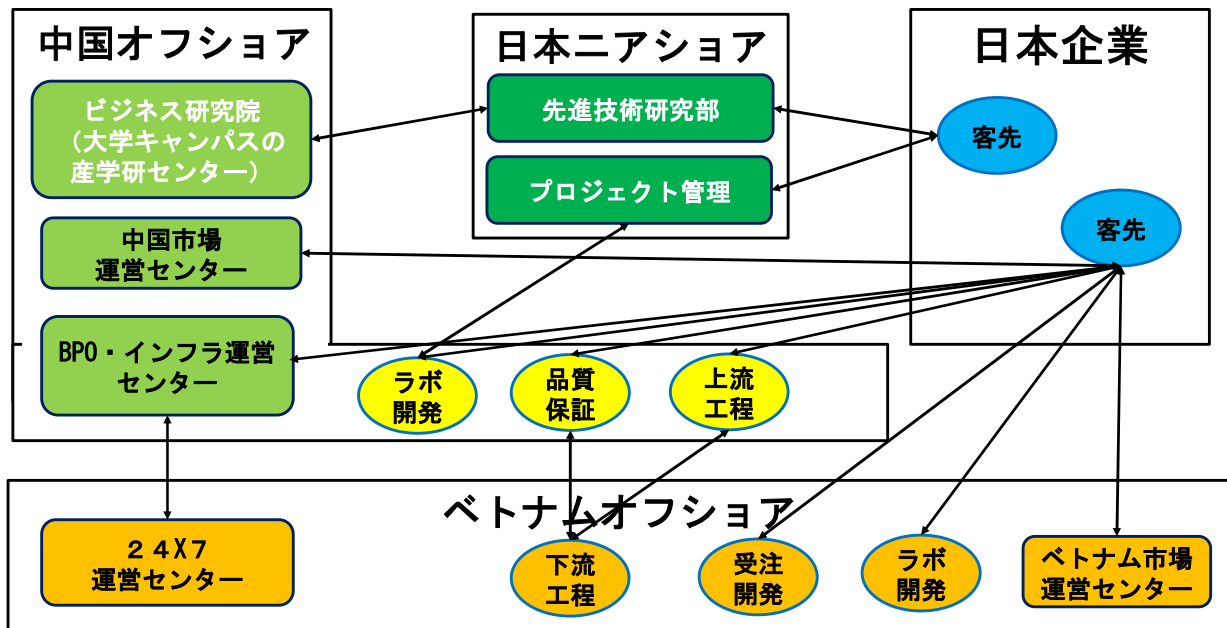 中国オフショア
ビジネス研究院
（大学キャンパスの
産学研センター）
中国市場
運営センター
BPO・インフラ運営
センター
日本ニアショア
先進技術研究部
プロジェクト管理
日本企業
客先
客先
ラボ
開発
品質
保証
上流
工程
ベトナムオフショア
２４X７
運営センター
下流
工程
受注
開発
ラボ
開発
ベトナム市場
運営センター